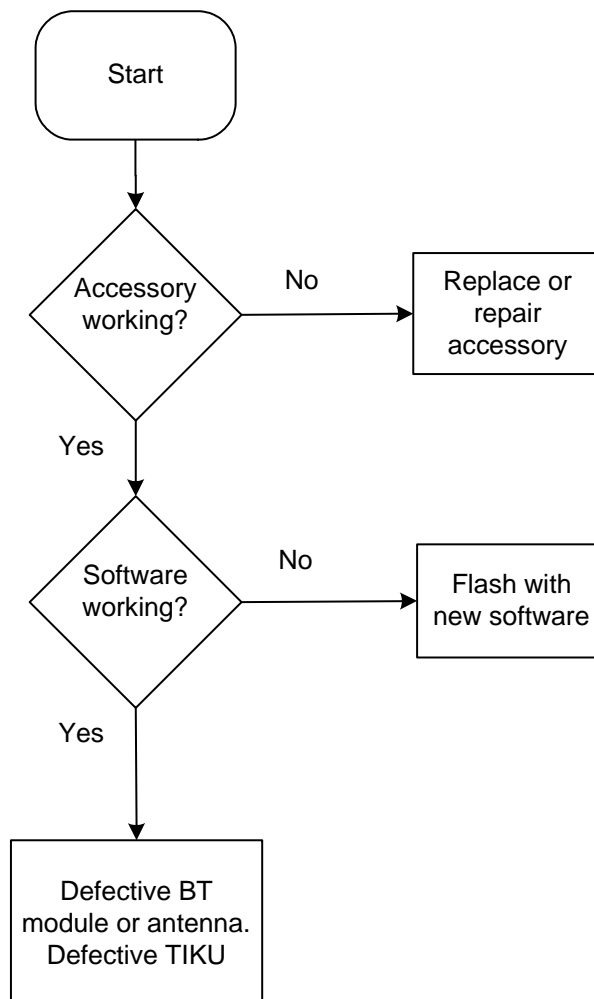 Start
Accessory
working?
No
Replace or
repair
accessory
Yes
Software
working?
No
Flash with
new software
Yes
Defective BT
module or antenna.
Defective TIKU